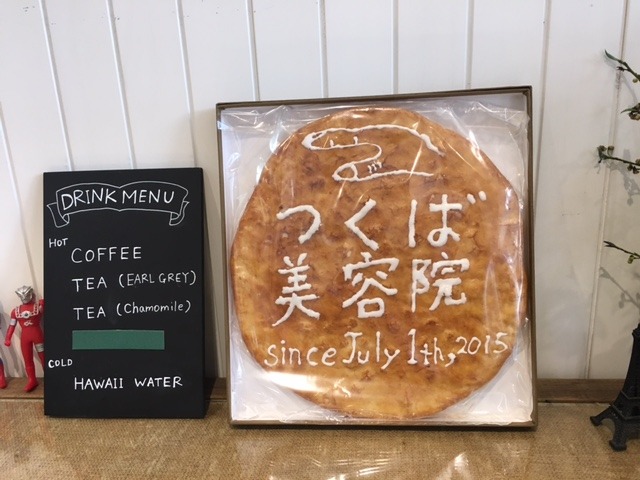 DRINK MENU
HOT
COFFEE
TEA (EARL GREY)
TEA (Chamomile)
COLD
HAWAII WATER
つくば
美容院
since July 1th, 2015